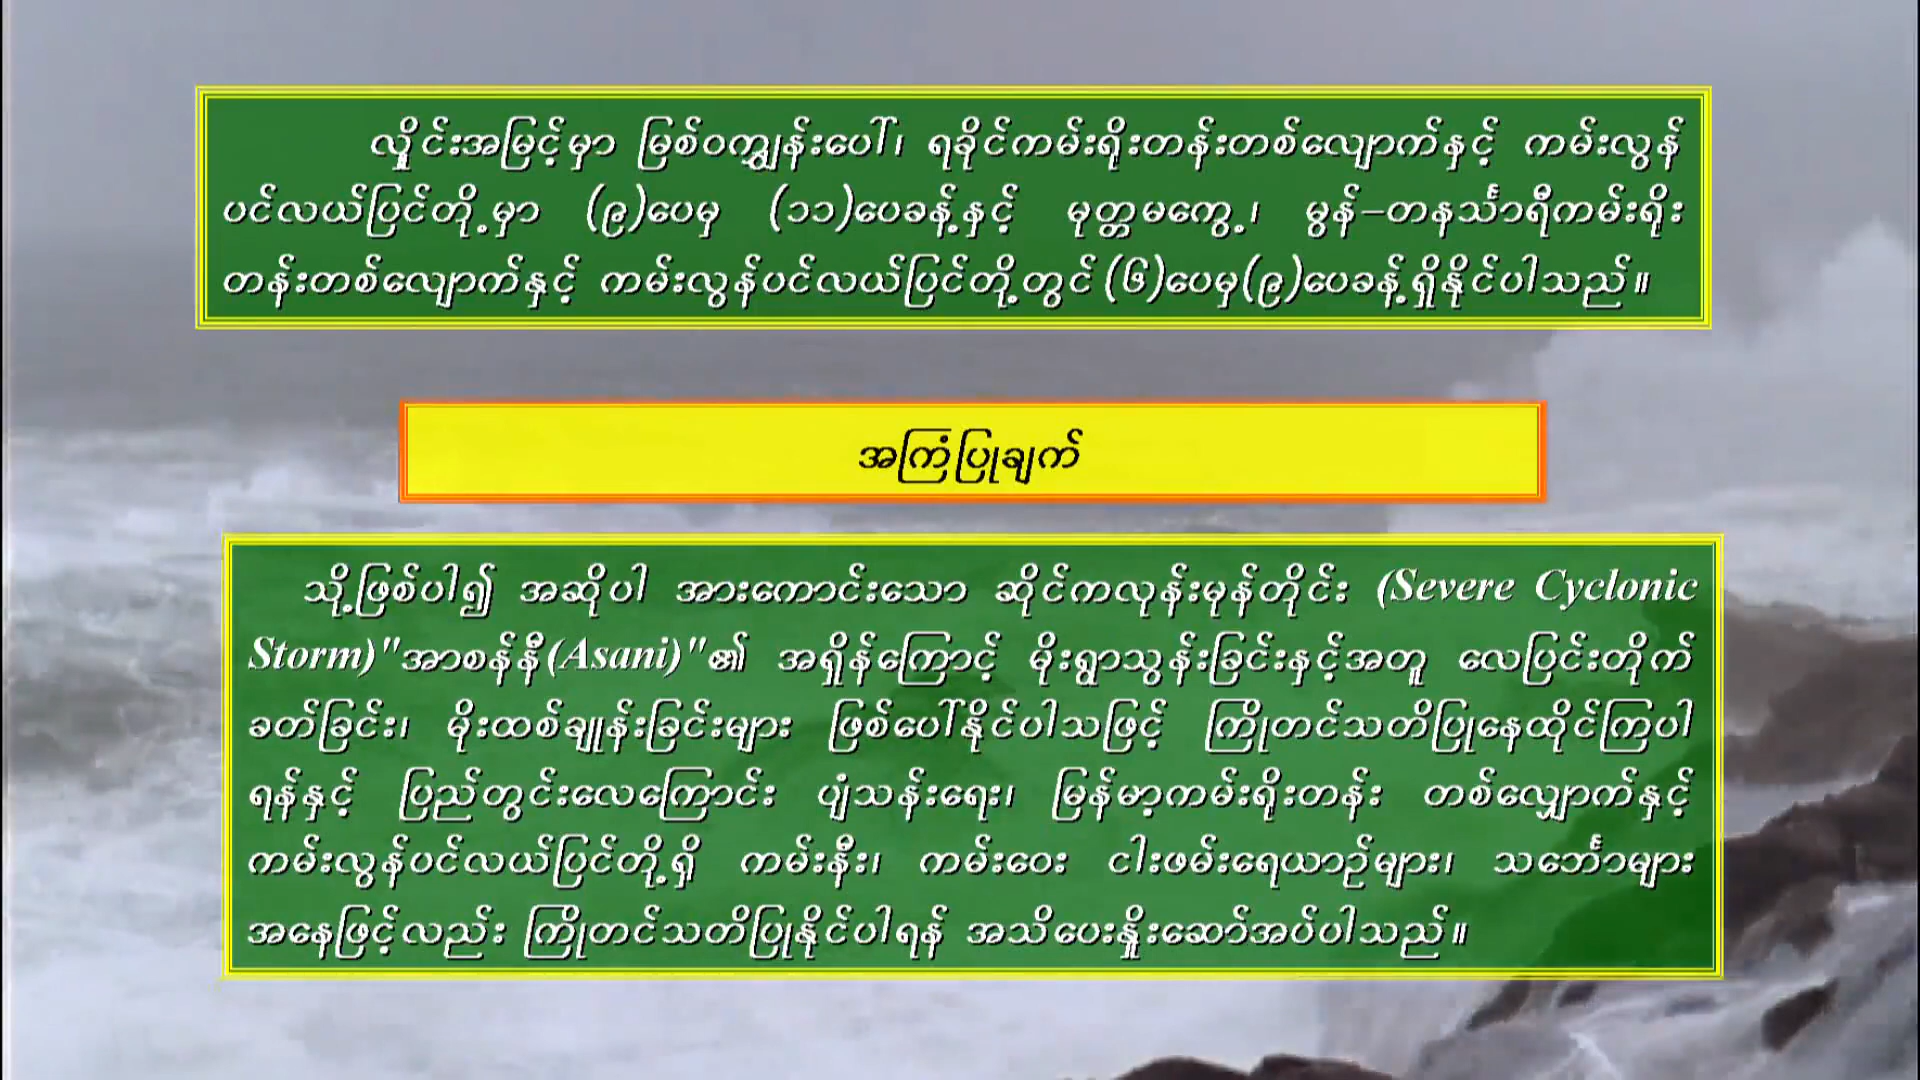 လှိုင်းအမြင့်မှာ မြစ်ဝကျွန်းပေါ်၊ ရခိုင်ကမ်းရိုးတန်းတစ်လျောက်နှင့် ကမ်းလွန်
ပင်လယ်ပြင်တို့မှာ (၉)ပေမှ (၁၁)ပေခန့်နှင့် မုတ္တမကွေ့၊ မွန်–တနင်္သာရီကမ်းရိုး
တန်းတစ်လျောက်နှင့် ကမ်းလွန်ပင်လယ်ပြင်တို့တွင် (၆)ပေမှ(၉)ပေခန့်ရှိနိုင်ပါသည်။
အကြံပြုချက်
သို့ဖြစ်ပါ၍ အဆိုပါ အားကောင်းသော ဆိုင်ကလုန်းမုန်တိုင်း (Severe Cyclonic
Storm)"အာစန်နီ(Asani)"၏ အရှိန်ကြောင့် မိုးရွာသွန်းခြင်းနှင့်အတူ လေပြင်းတိုက်
ခတ်ခြင်း၊ မိုးထစ်ချုန်းခြင်းများ ဖြစ်ပေါ်နိုင်ပါသဖြင့် ကြိုတင်သတိပြုနေထိုင်ကြပါ
ရန်နှင့် ပြည်တွင်းလေကြောင်း ပျံသန်းရေး၊ မြန်မာ့ကမ်းရိုးတန်း တစ်လျှောက်နှင့်
ကမ်းလွန်ပင်လယ်ပြင်တို့ရှိ ကမ်းနီး၊ ကမ်းဝေး ငါးဖမ်းရေယာဉ်များ၊ သင်္ဘောများ
အနေဖြင့်လည်း ကြိုတင်သတိပြုနိုင်ပါရန် အသိပေးနှိုးဆော်အပ်ပါသည်။